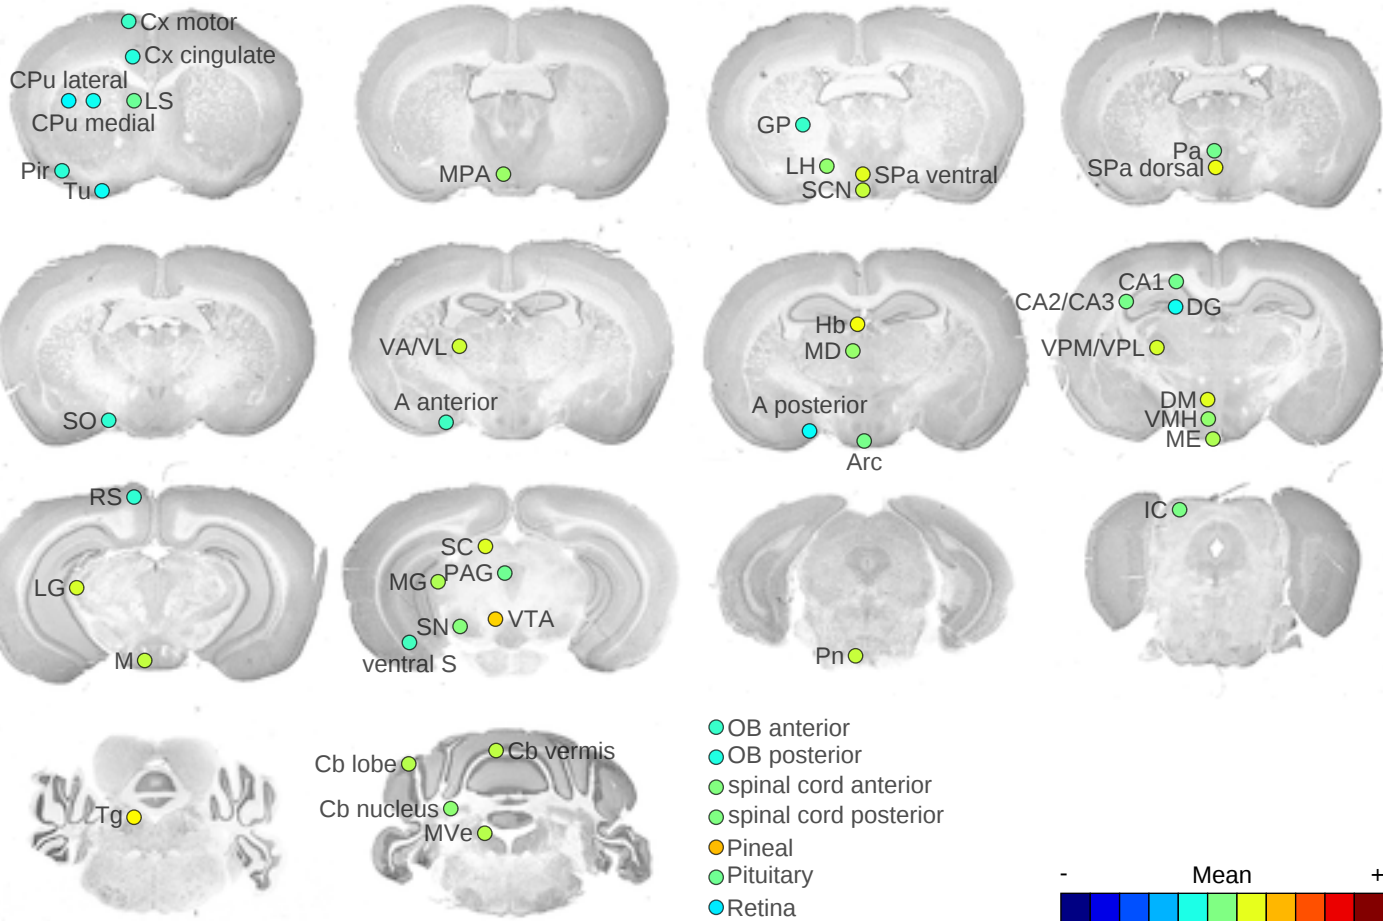 Cx motor
Cx cingulate
CPu lateral
LS
CPu medial
Pir
Tu
MPA
GP
LH
SPa ventral
SCN
Pa
SPa dorsal
SO
VA/VL
A anterior
Hb
MD
A posterior
Arc
CA1
CA2/CA3
DG
VPM/VPL
DM
VMH
ME
RS
LG
M
SC
PAG
MG
VTA
SN
ventral S
Pn
IC
Tg
Cb vermis
Cb lobe
Cb nucleus
MVe
OB anterior
OB posterior
spinal cord anterior
spinal cord posterior
Pineal
Pituitary
Retina
- Mean +